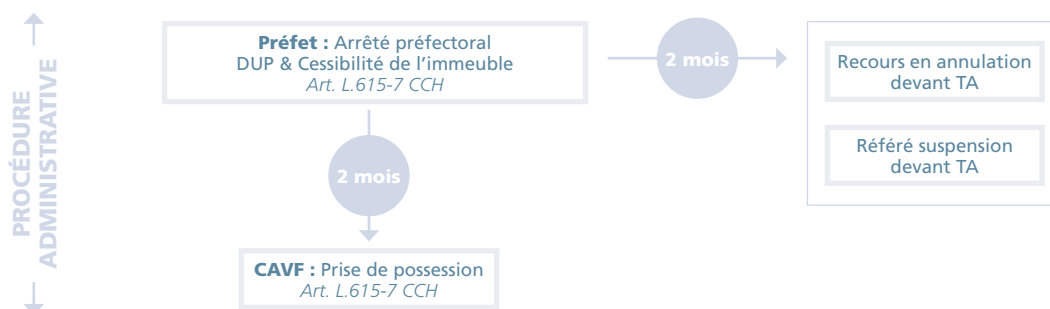 PROCÉDURE
ADMINISTRATIVE
Préfet : Arrêté préfectoral
DUP & Cessibilité de l’immeuble
Art. L.615-7 CCH
2 mois
Recours en annulation
devant TA
Référé suspension
devant TA
2 mois
CAVF : Prise de possession
Art. L.615-7 CCH